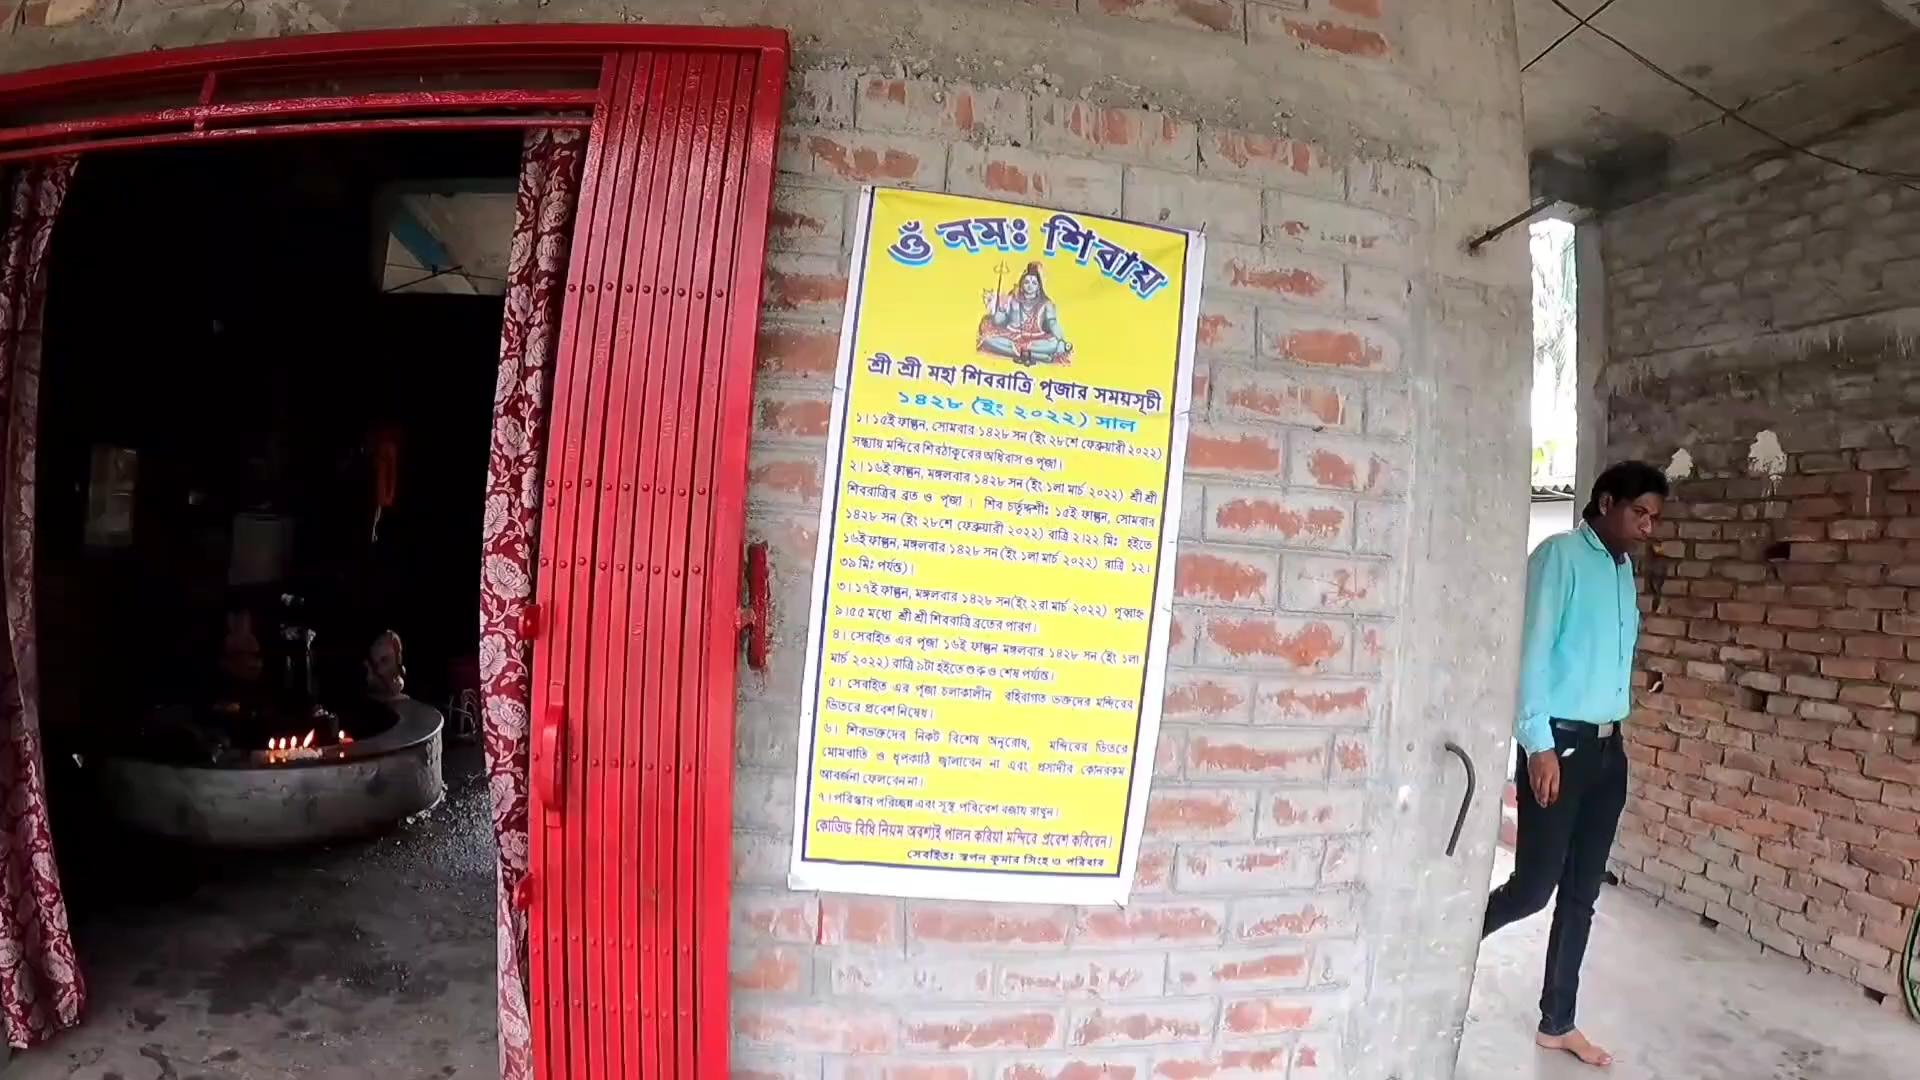 ওঁ নমঃ শিবায়
শ্রী শ্রী মহা শিবরাত্রি পূজার সময়সূচী
১৪২৮ (ইং ২০২২) সাল
১। ১৫ই ফাল্গুন, সোমবার ১৪২৮ সন (ইং ২৮শে ফেব্রুয়ারী ২০২২)
সন্ধ্যায় মন্দিরে শিবঠাকুরের অধিবাস ও পূজা।
২। ১৬ই ফাল্গুন, মঙ্গলবার ১৪২৮ সন (ইং ১লা মার্চ ২০২২) শ্রী শ্রী
শিবরাত্রির ব্রত ও পূজা। শিব চর্তুদ্দশীঃ ১৫ই ফাল্গুন, সোমবার
১৪২৮ সন (ইং ২৮শে ফেব্রুয়ারী ২০২২) রাত্রি ২।২২ মিঃ হইতে
১৬ই ফাল্গুন, মঙ্গলবার ১৪২৮ সন (ইং ১লা মার্চ ২০২২) রাত্রি ১২।
৩৯ মিঃ পর্যন্ত)।
৩। ১৭ই ফাল্গুন, মঙ্গলবার ১৪২৮ সন(ইং ২রা মার্চ ২০২২) পূব্বাহ্ন
৯।৫৫ মধ্যে শ্রী শ্রী শিবরাত্রি ব্রতের পারণ।
৪। সেবাইত এর পূজা ১৬ই ফাল্গুন মঙ্গলবার ১৪২৮ সন (ইং ১লা
মার্চ ২০২২) রাত্রি ৯টা হইতে শুরু ও শেষ পর্যন্ত।
৫। সেবাইত এর পূজা চলাকালীন বহিরাগত ভক্তদের মন্দিরের
ভিতরে প্রবেশ নিষেধ।
৬। শিবভক্তদের নিকট বিশেষ অনুরোধ, মন্দিরের ভিতরে
মোমবাতি ও ধূপকাঠি জ্বালাবেন না এবং প্রসাদীর কোনরকম
আবর্জনা ফেলবেন না।
৭। পরিস্কার পরিচ্ছন্ন এবং সুস্থ পরিবেশ বজায় রাখুন।
কোভিড বিধি নিয়ম অবশ্যই পালন করিয়া মন্দিরে প্রবেশ করিবেন।
সেবাইতঃ স্বপন কুমার সিংহ ও পরিবার